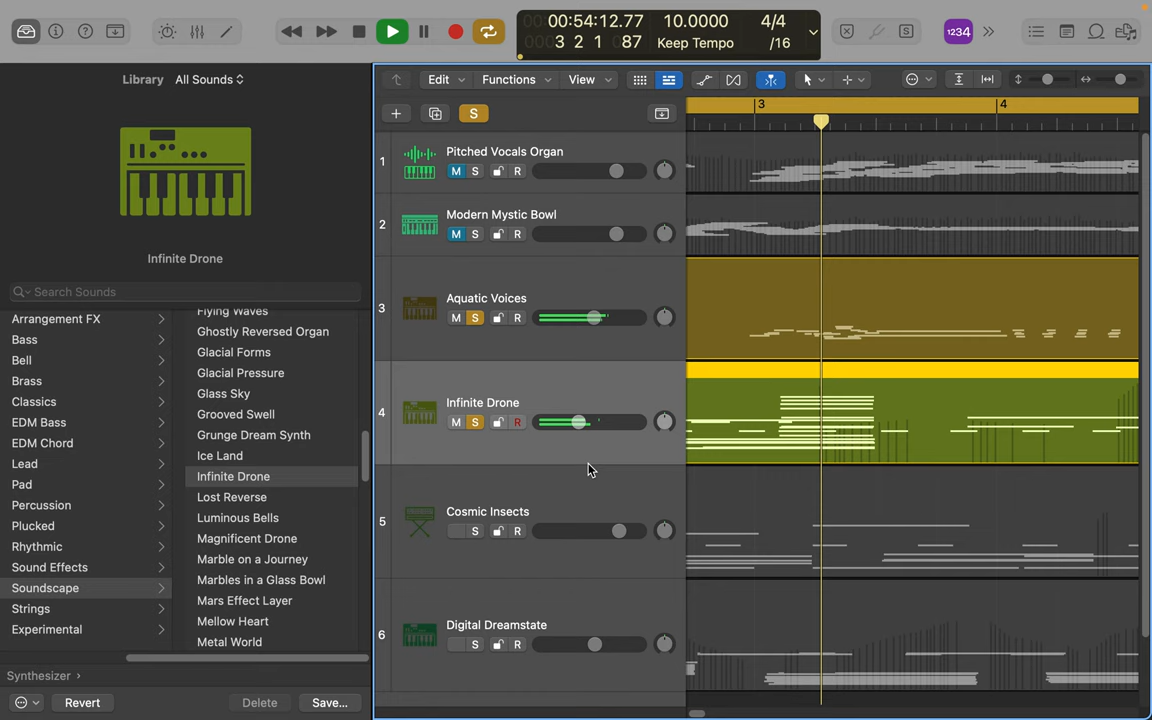 1234
00:54:12.77
10.0000
4/4
3 2 1 087
Keep Tempo
/16
Library
All Sounds
Edit
Functions
View
S
3
4
Infinite Drone
Search Sounds
Arrangement FX
Bass
Bell
Brass
Classics
EDM Bass
EDM Chord
Lead
Pad
Percussion
Plucked
Rhythmic
Sound Effects
Soundscape
Strings
Experimental
Flying Waves
Ghostly Reversed Organ
Glacial Forms
Glacial Pressure
Glass Sky
Grooved Swell
Grunge Dream Synth
Ice Land
Infinite Drone
Lost Reverse
Luminous Bells
Magnificent Drone
Marble on a Journey
Marbles in a Glass Bowl
Mars Effect Layer
Mellow Heart
Metal World
Synthesizer
Revert
Delete
Save...
1
Pitched Vocals Organ
M S R
2
Modern Mystic Bowl
M S R
3
Aquatic Voices
M S R
4
Infinite Drone
M S R
5
Cosmic Insects
S R
6
Digital Dreamstate
S R